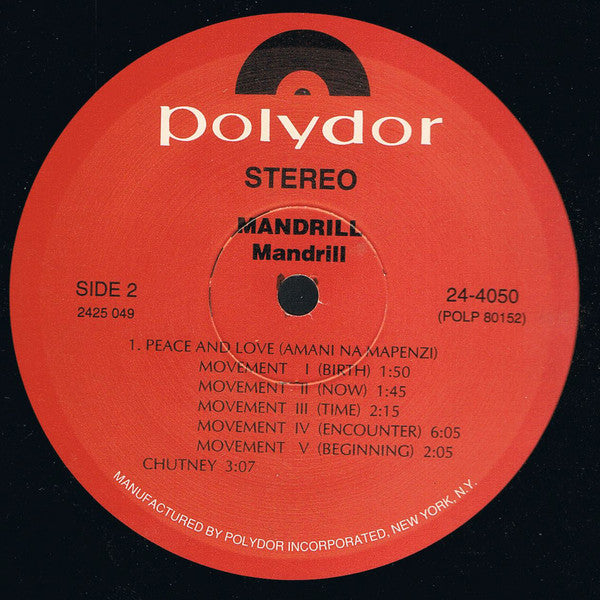 polydor
STEREO
MANDRILL
Mandrill
SIDE 2
2425 049
24-4050
(POLP 80152)
1. PEACE AND LOVE (AMANI NA MAPENZI)
MOVEMENT I (BIRTH) 1:50
MOVEMENT II (NOW) 1:45
MOVEMENT III (TIME) 2:15
MOVEMENT IV (ENCOUNTER) 6:05
MOVEMENT V (BEGINNING) 2:05
CHUTNEY 3:07
MANUFACTURED BY POLYDOR INCORPORATED, NEW YORK, N.Y.